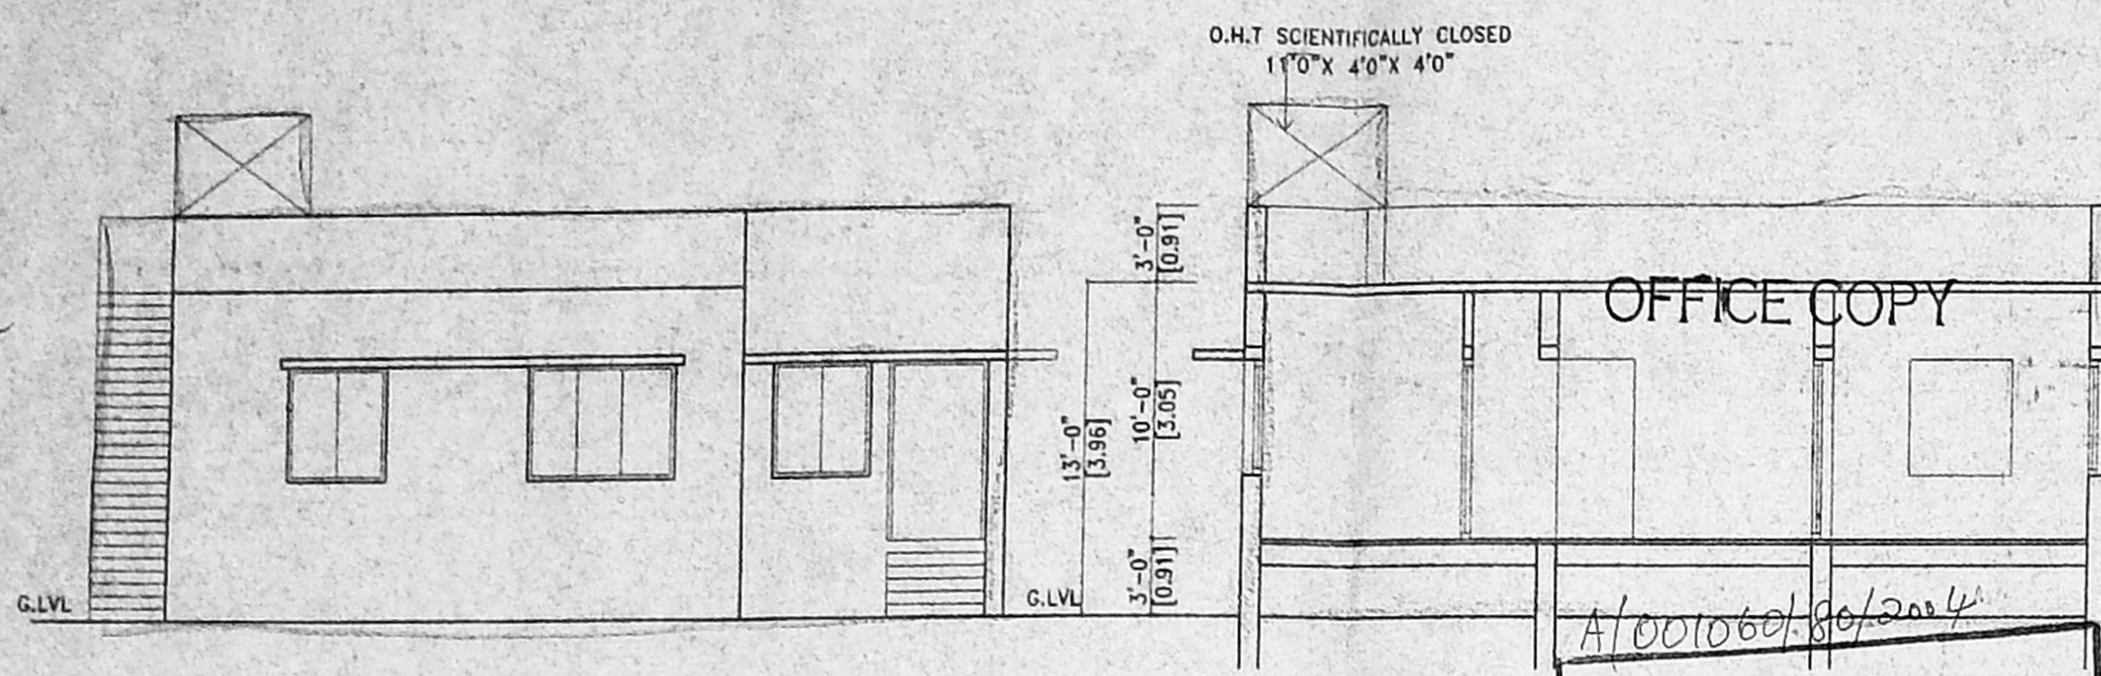 O.H.T SCIENTIFICALLY CLOSED
11'0"X 4'0"X 4'0"
3'-0"
[0.91]
OFFICE COPY
10'-0"
[3.05]
13'-0"
[3.96]
3'-0"
[0.91]
G.LVL
G.LVL
A/001060/80/2004